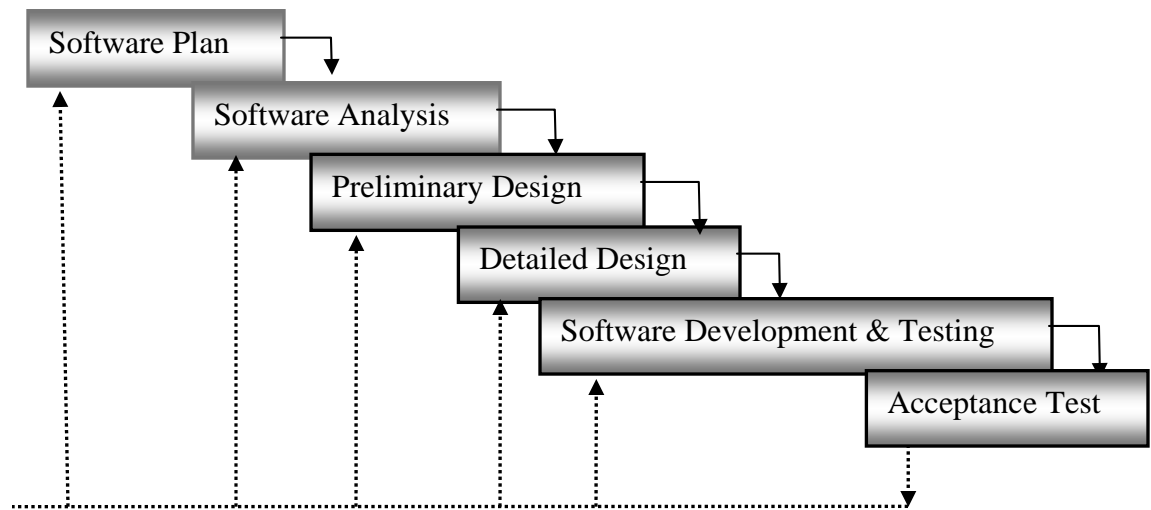 Software Plan
Software Analysis
Preliminary Design
Detailed Design
Software Development & Testing
Acceptance Test